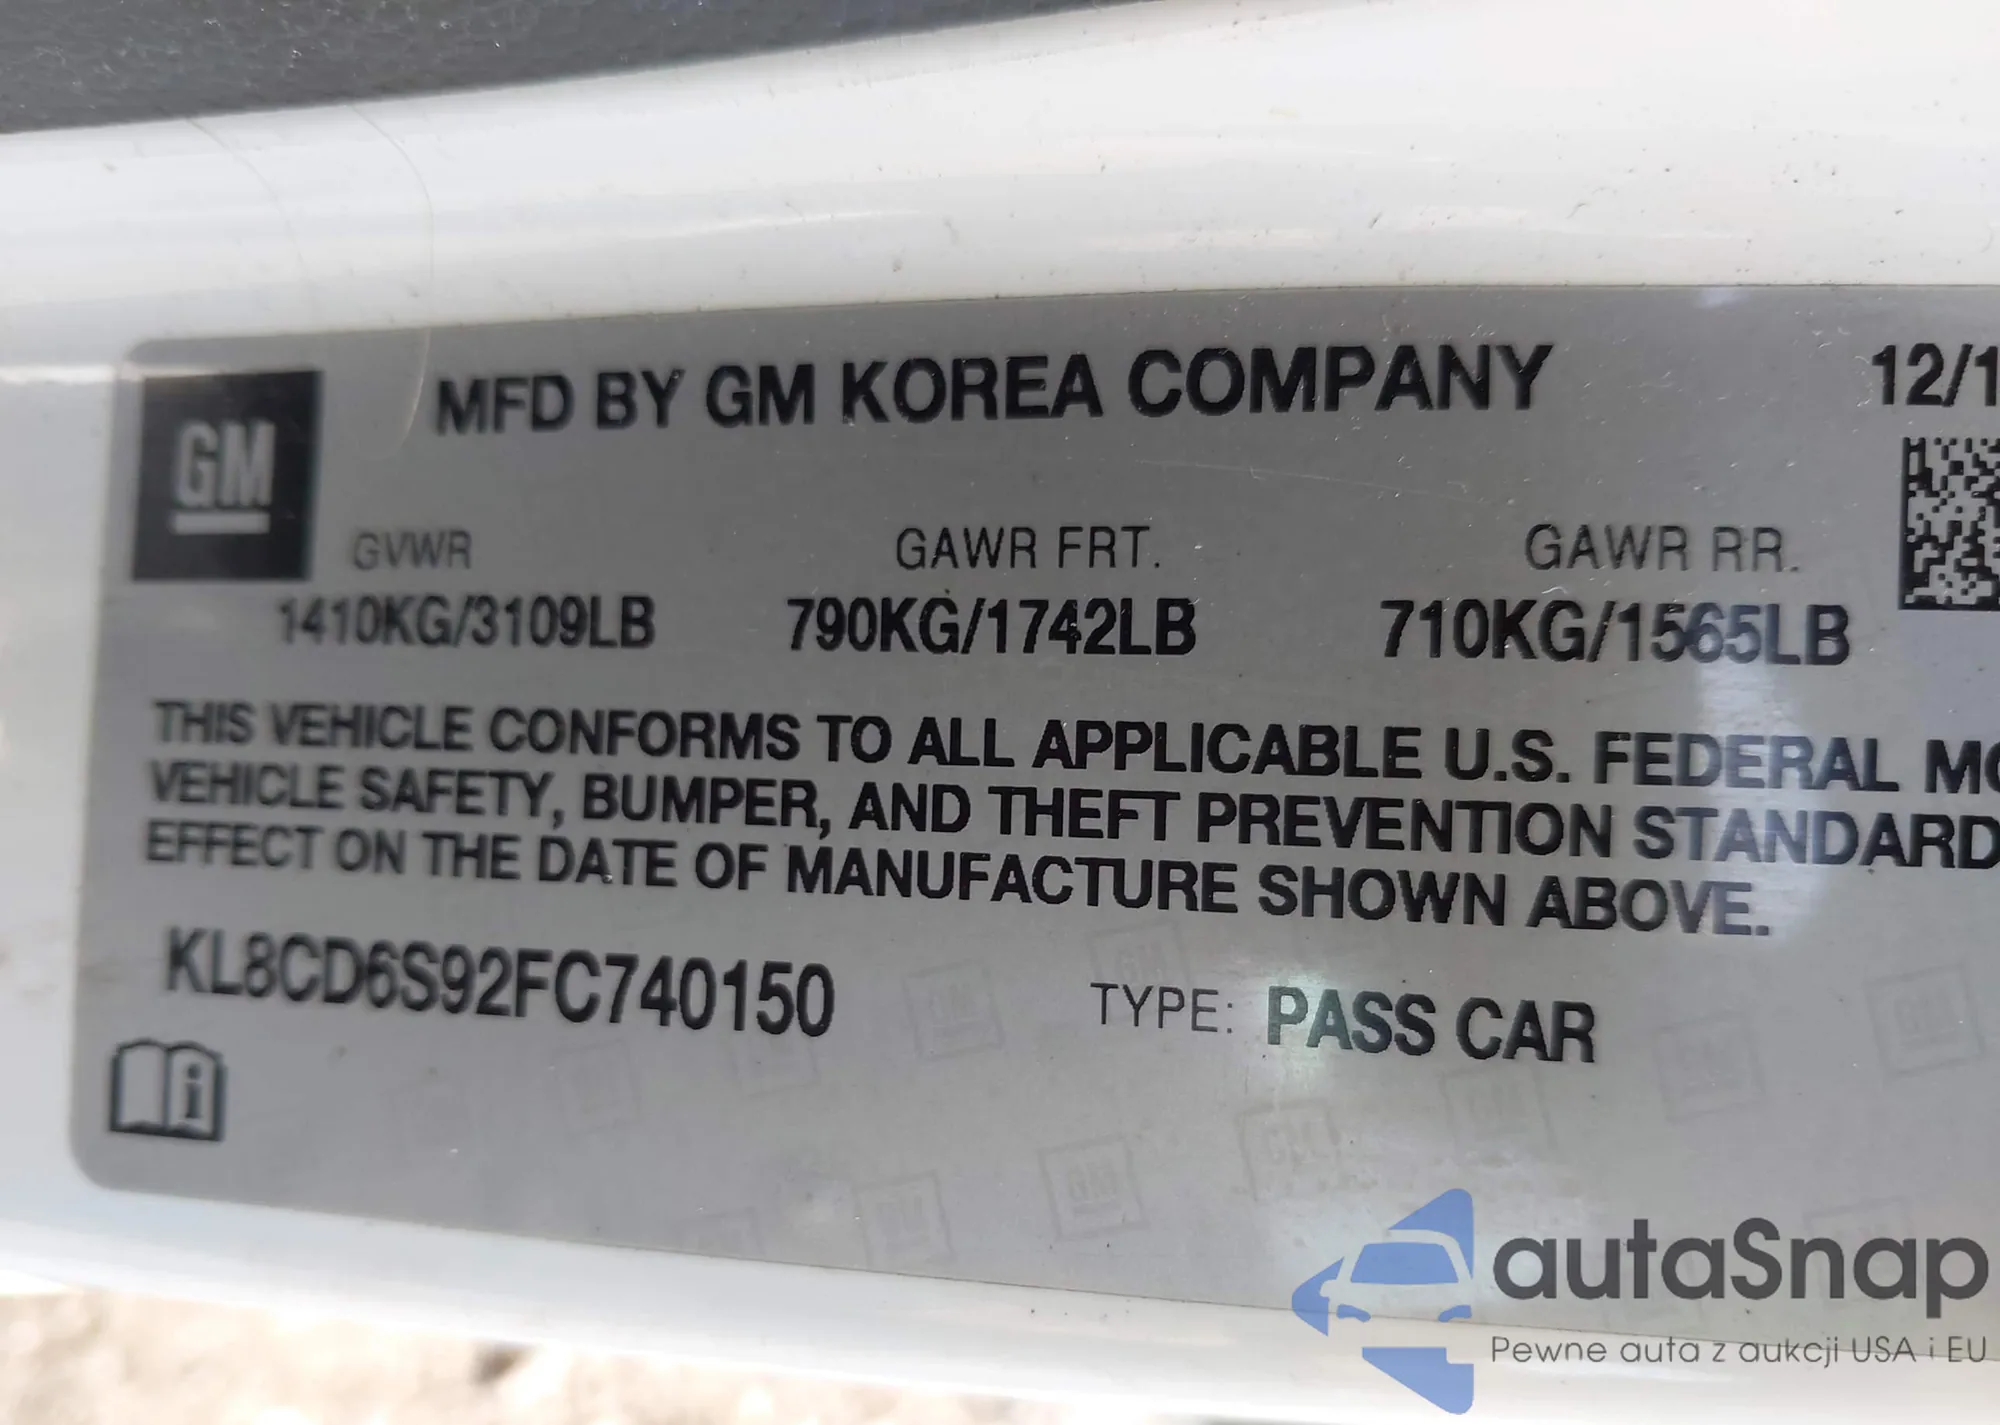 MFD BY GM KOREA COMPANY 12/1
GM
GVWR GAWR FRT. GAWR RR.
1410KG/3109LB 790KG/1742LB 710KG/1565LB
THIS VEHICLE CONFORMS TO ALL APPLICABLE U.S. FEDERAL MO
VEHICLE SAFETY, BUMPER, AND THEFT PREVENTION STANDARD
EFFECT ON THE DATE OF MANUFACTURE SHOWN ABOVE.
KL8CD6S92FC740150 TYPE: PASS CAR
i
autaSnap
Pewne auta z aukcji USA i EU